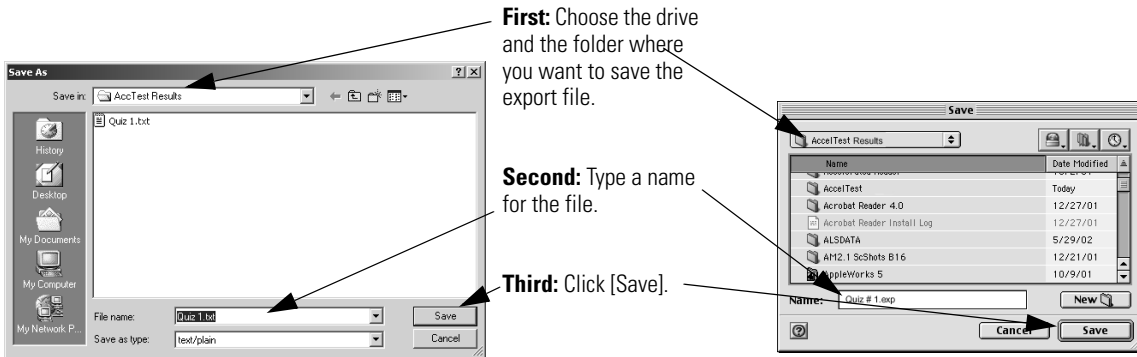 First: Choose the drive
and the folder where
you want to save the
export file.
Save As
Save in:
AccTest Results
Quiz 1.txt
History
Desktop
My Documents
My Computer
My Network P...
File name:
Quiz 1.txt
Save
Save as type:
text/plain
Cancel
Second: Type a name
for the file.
Third: Click [Save].
Save
AccelTest Results
Name
Date Modified
AccelTest
Today
Acrobat Reader 4.0
12/27/01
Acrobat Reader Install Log
12/27/01
ALSDATA
5/29/02
AM2.1 ScShots B16
12/21/01
AppleWorks 5
10/9/01
Name:
Quiz # 1.exp
New
Cancel
Save